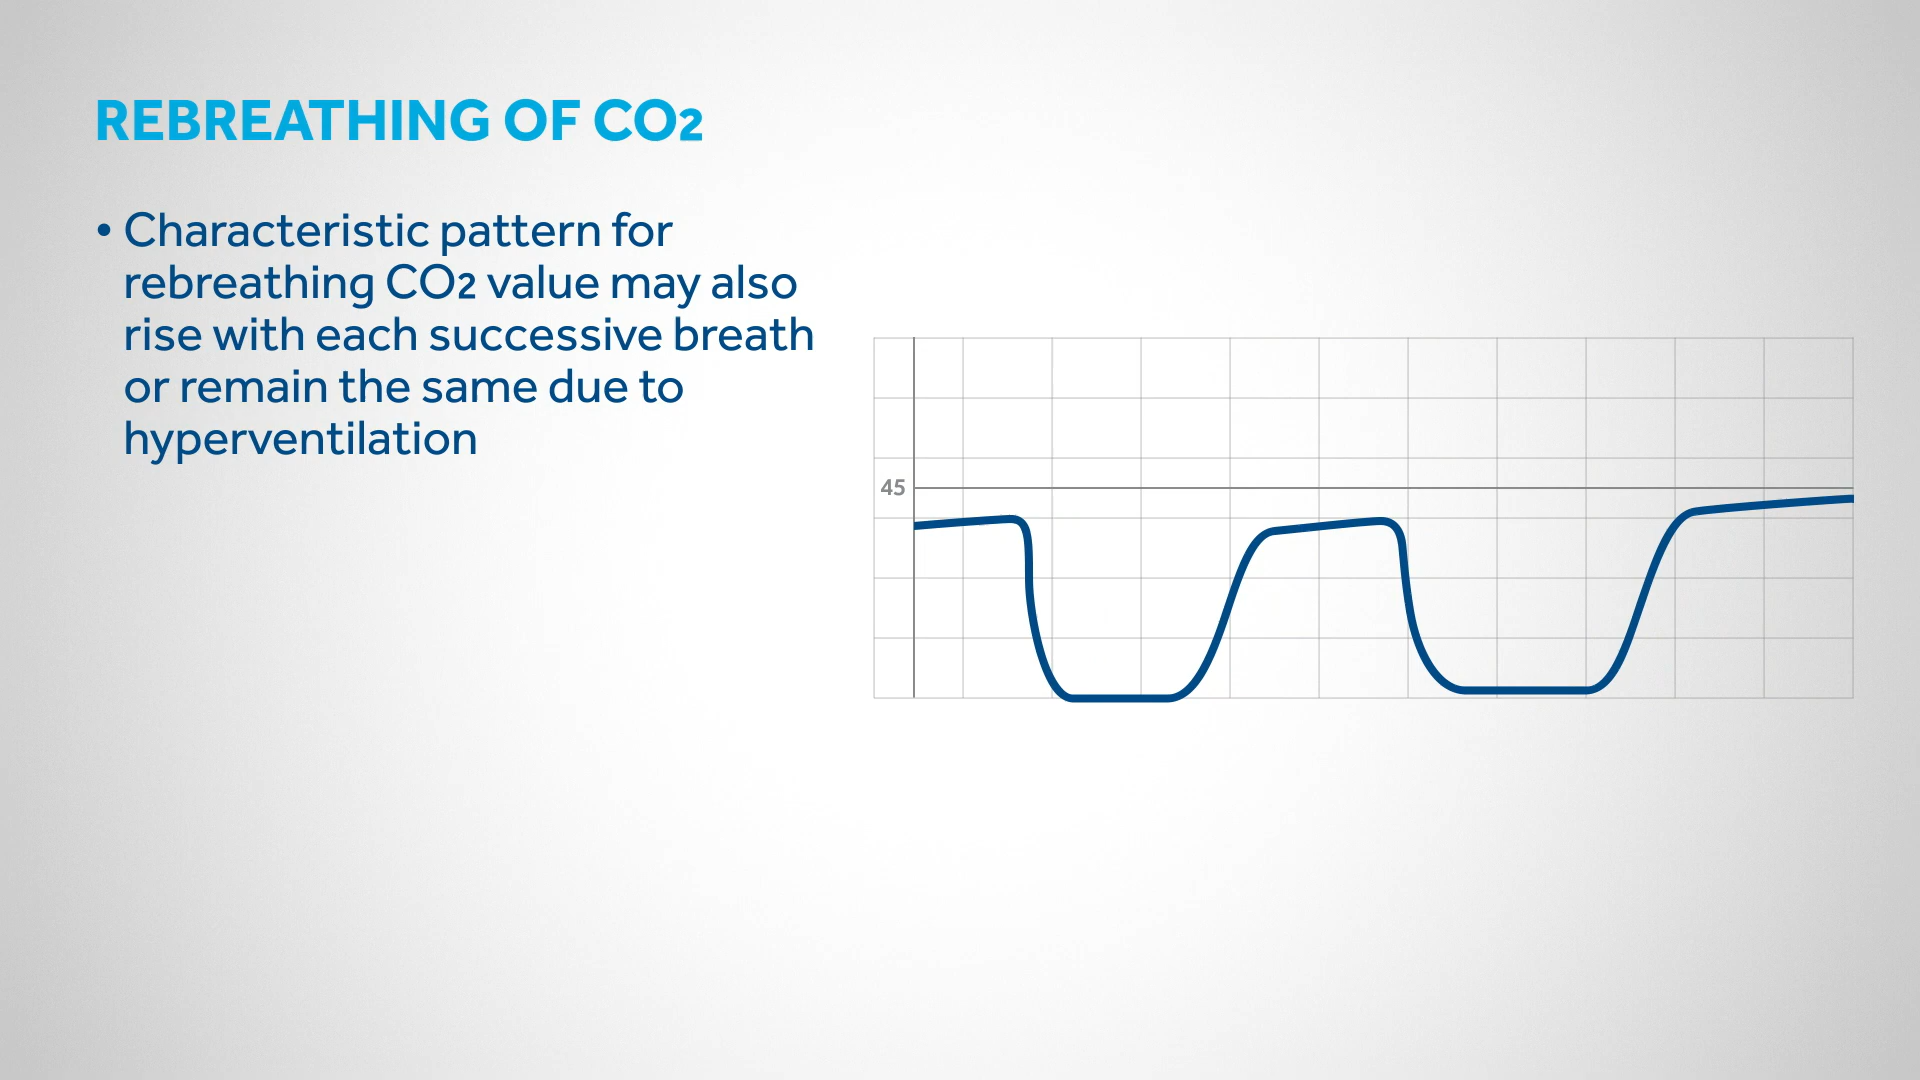 REBREATHING OF CO2
• Characteristic pattern for
rebreathing CO2 value may also
rise with each successive breath
or remain the same due to
hyperventilation
45